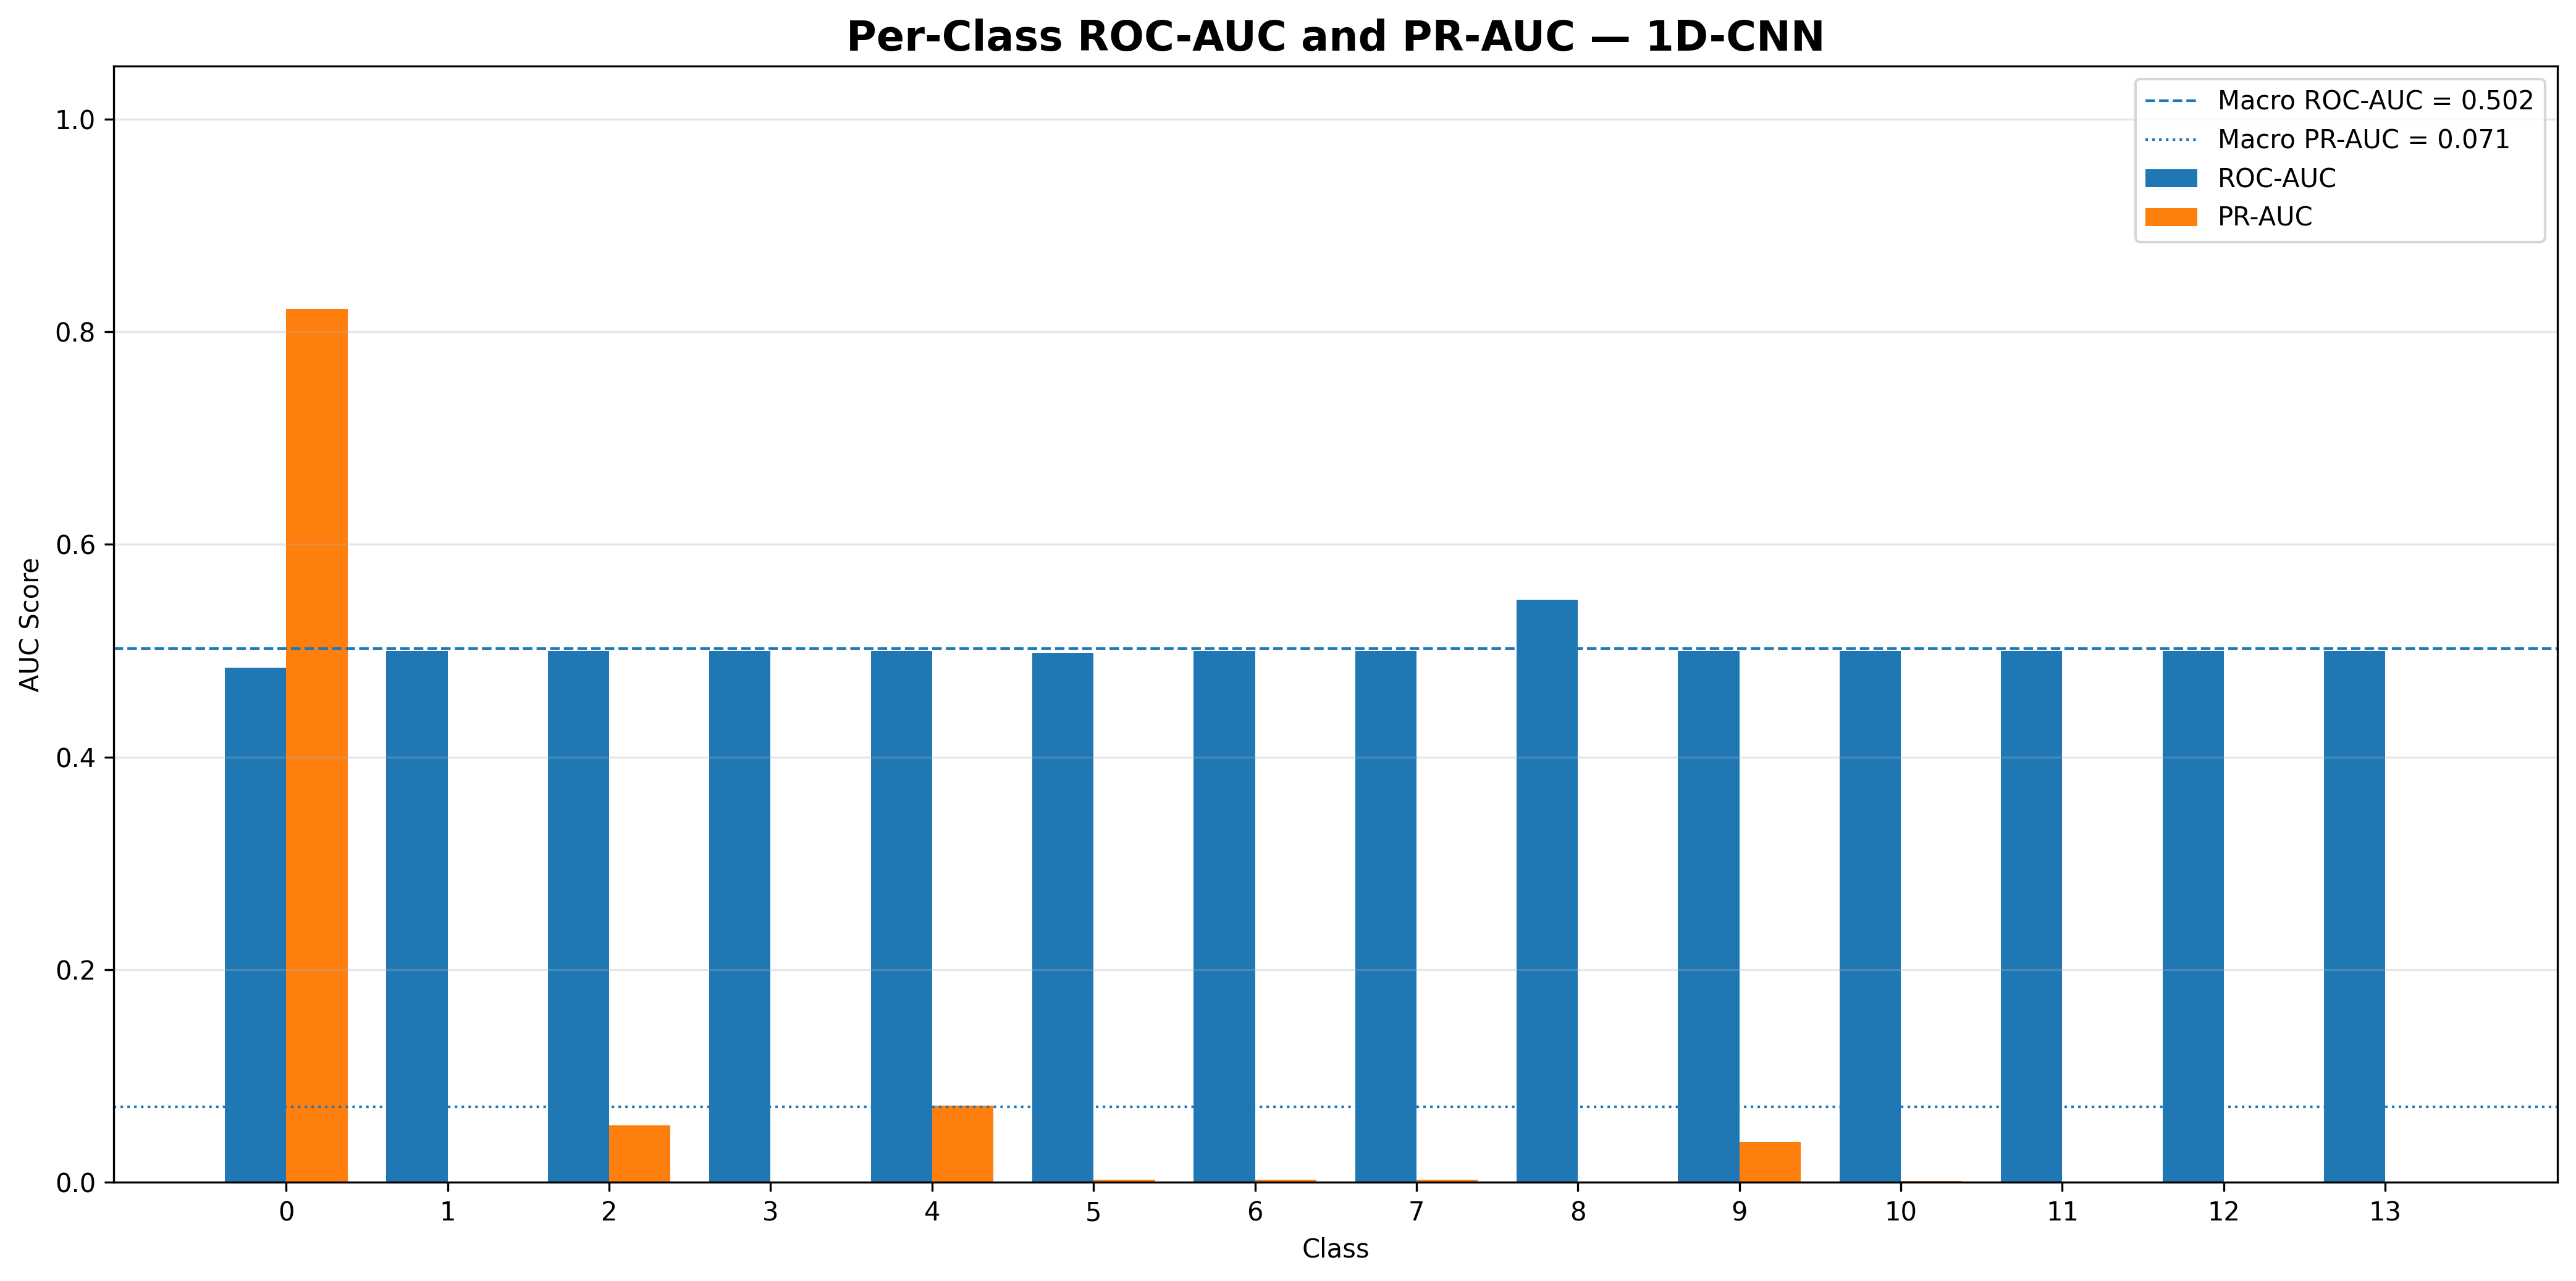 Per-Class ROC-AUC and PR-AUC — 1D-CNN
Macro ROC-AUC = 0.502
Macro PR-AUC = 0.071
ROC-AUC
PR-AUC
AUC Score
1.0
0.8
0.6
0.4
0.2
0.0
0 1 2 3 4 5 6 7 8 9 10 11 12 13
Class